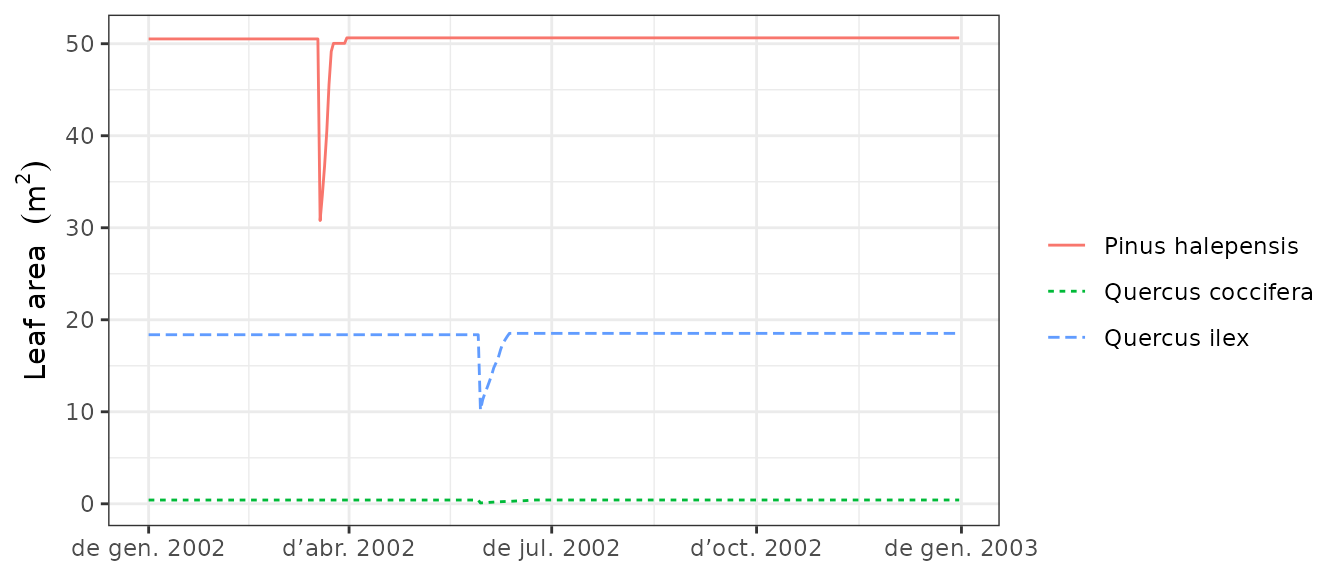 Leaf area (m²)
50
40
30
20
10
0
de gen. 2002
d’abr. 2002
de jul. 2002
d’oct. 2002
de gen. 2003
Pinus halepensis
Quercus coccifera
Quercus ilex